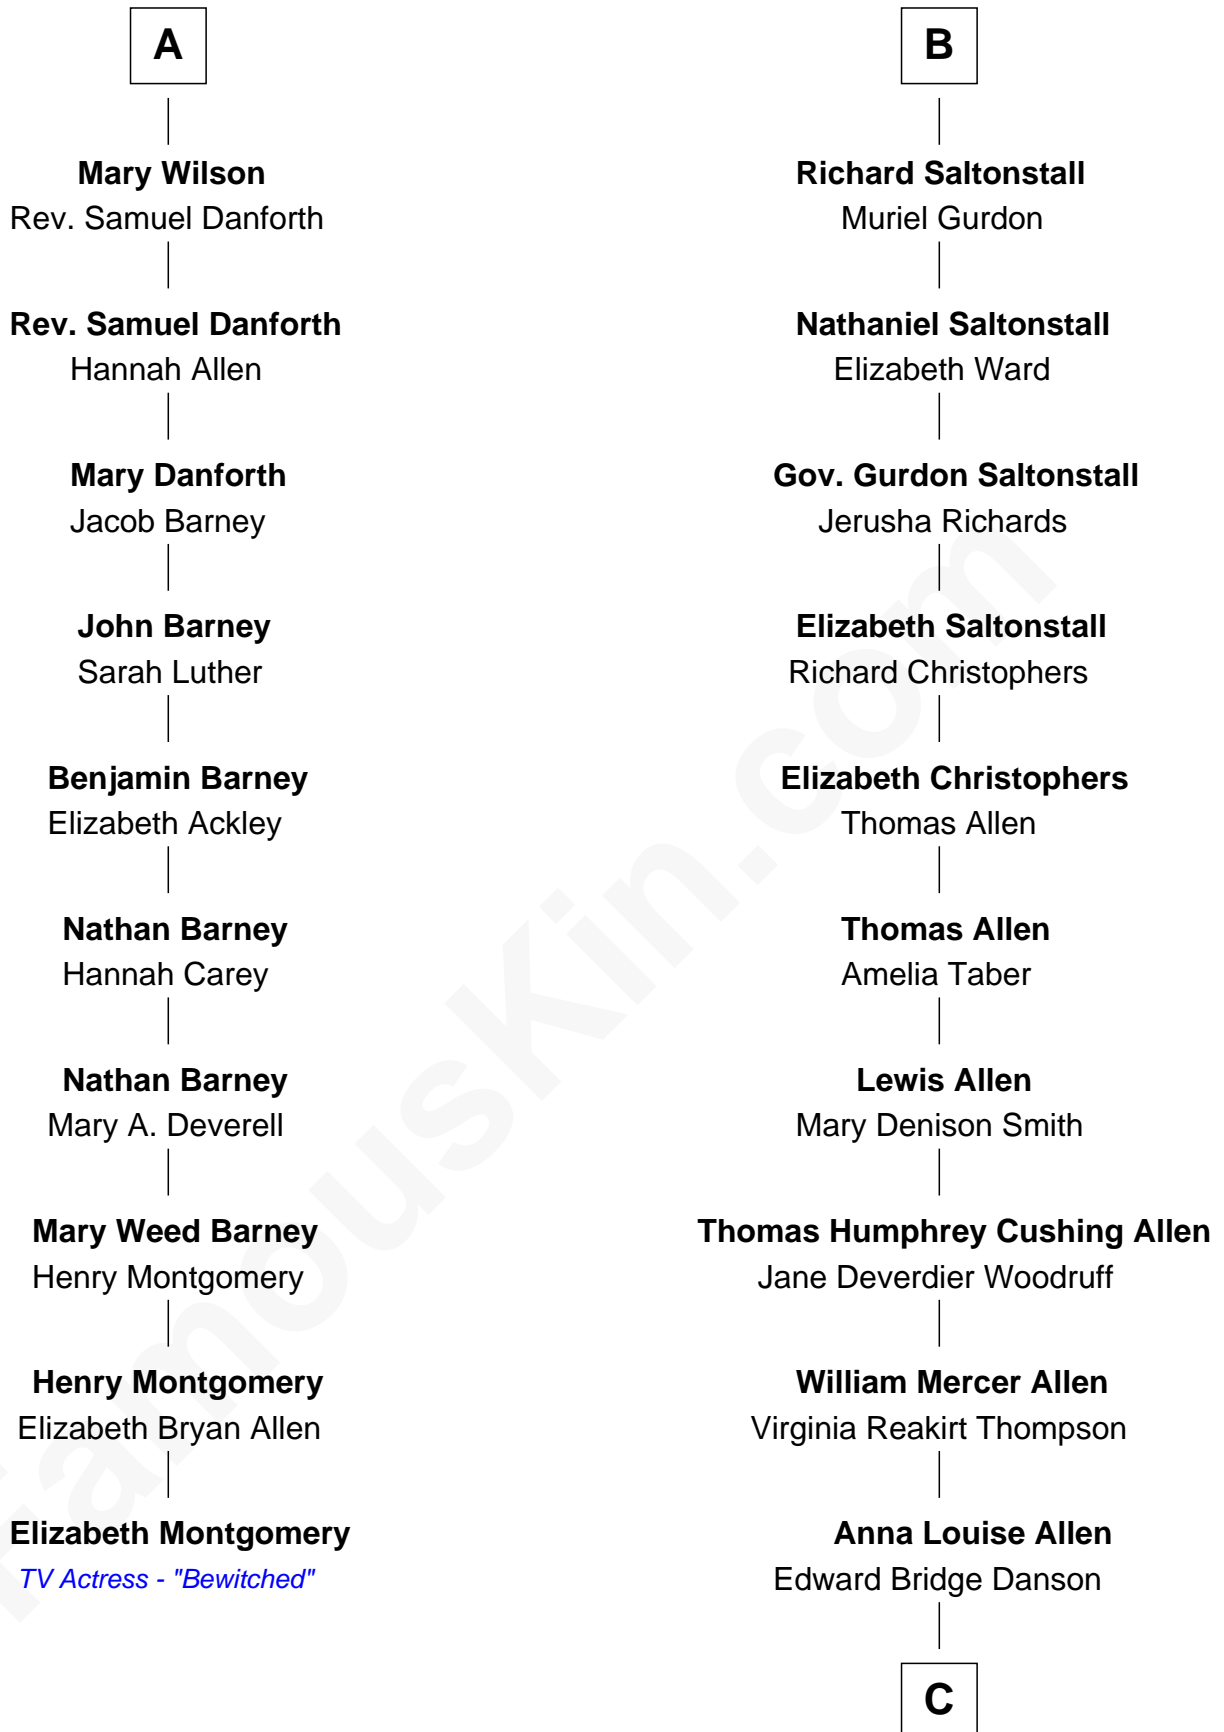 A
Mary Wilson
Rev. Samuel Danforth
Rev. Samuel Danforth
Hannah Allen
Mary Danforth
Jacob Barney
John Barney
Sarah Luther
Benjamin Barney
Elizabeth Ackley
Nathan Barney
Hannah Carey
Nathan Barney
Mary A. Deverell
Mary Weed Barney
Henry Montgomery
Henry Montgomery
Elizabeth Bryan Allen
Elizabeth Montgomery
TV Actress - "Bewitched"
B
Richard Saltonstall
Muriel Gurdon
Nathaniel Saltonstall
Elizabeth Ward
Gov. Gurdon Saltonstall
Jerusha Richards
Elizabeth Saltonstall
Richard Christophers
Elizabeth Christophers
Thomas Allen
Thomas Allen
Amelia Taber
Lewis Allen
Mary Denison Smith
Thomas Humphrey Cushing Allen
Jane Deverdier Woodruff
William Mercer Allen
Virginia Reakirt Thompson
Anna Louise Allen
Edward Bridge Danson
C
FamousKin.com